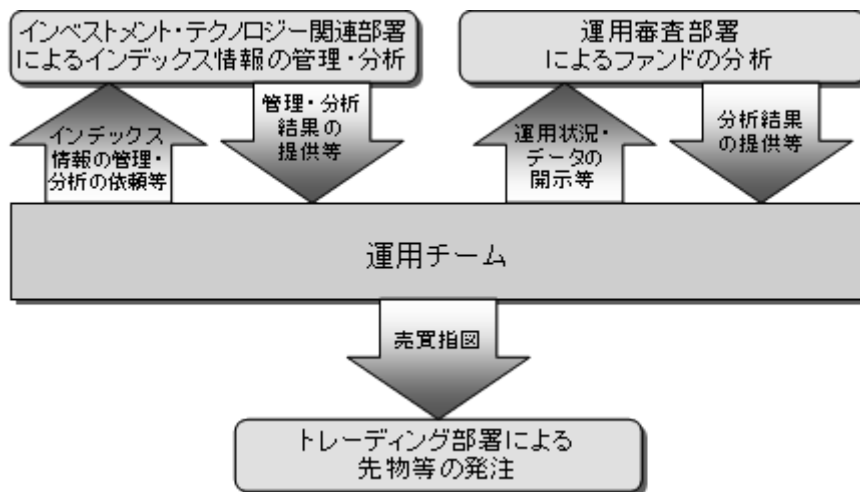 インベストメント・テクノロジー関連部署
によるインデックス情報の管理・分析
運用審査部署
によるファンドの分析
インデックス
情報の管理・
分析の依頼等
管理・分析
結果の
提供等
運用状況・
データの
開示等
分析結果
の提供等
運用チーム
売買指図
トレーディング部署による
先物等の発注